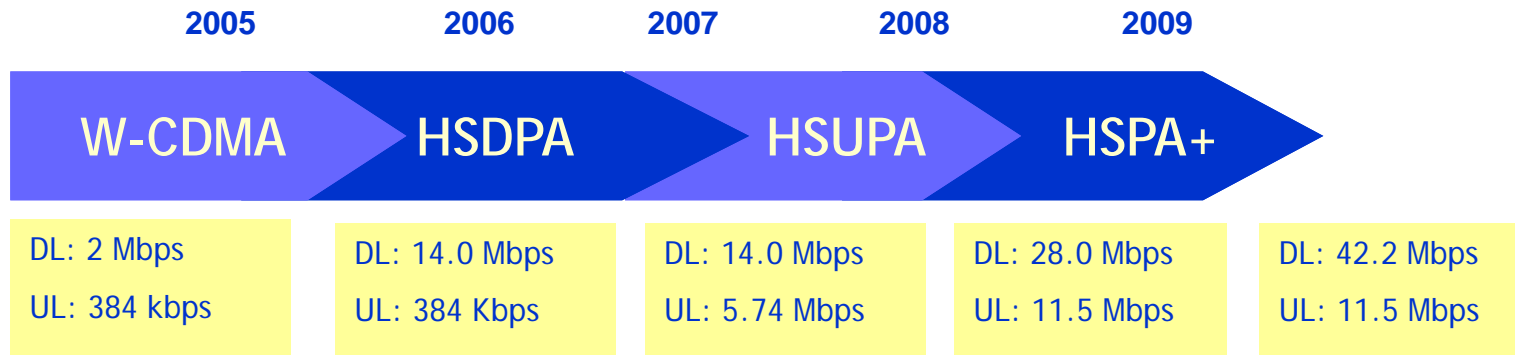 2005 2006 2007 2008 2009
W-CDMA HSDPA HSUPA HSPA+
DL: 2 Mbps
UL: 384 kbps
DL: 14.0 Mbps
UL: 384 Kbps
DL: 14.0 Mbps
UL: 5.74 Mbps
DL: 28.0 Mbps
UL: 11.5 Mbps
DL: 42.2 Mbps
UL: 11.5 Mbps